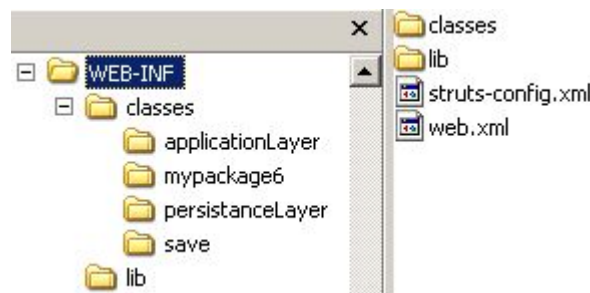 WEB-INF
classes
applicationLayer
mypackage6
persistanceLayer
save
lib
classes
lib
struts-config.xml
web.xml